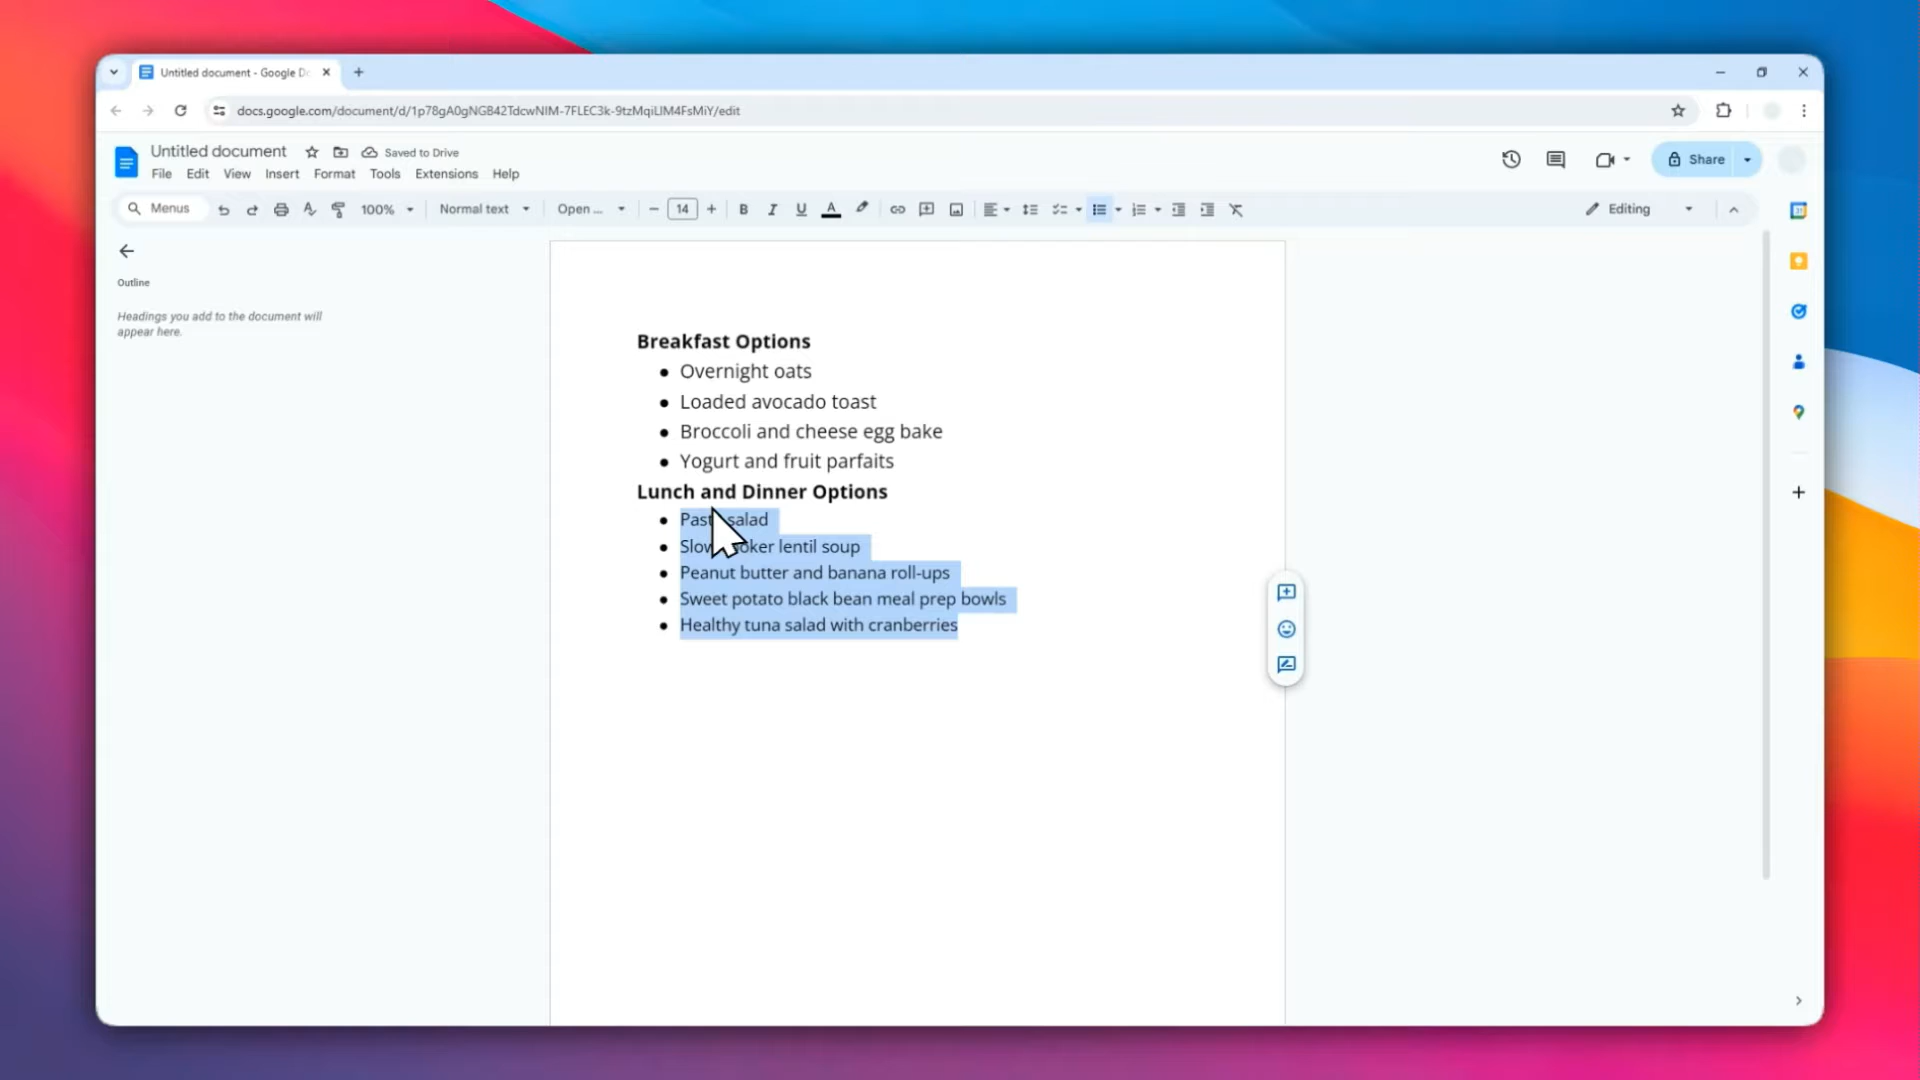 Untitled document - Google D
docs.google.com/document/d/1p78gA0gNGB42TdcwNIM-7FLEC3k-9tzMqiLlM4FsMiY/edit
Untitled document
Saved to Drive
File Edit View Insert Format Tools Extensions Help
Share
Menus
100%
Normal text
Open ...
14
Editing
Outline
Headings you add to the document will
appear here.
Breakfast Options
● Overnight oats
● Loaded avocado toast
● Broccoli and cheese egg bake
● Yogurt and fruit parfaits
Lunch and Dinner Options
● salad
● lentil soup
● Peanut butter and banana roll-ups
● Sweet potato black bean meal prep bowls
● Healthy tuna salad with cranberries